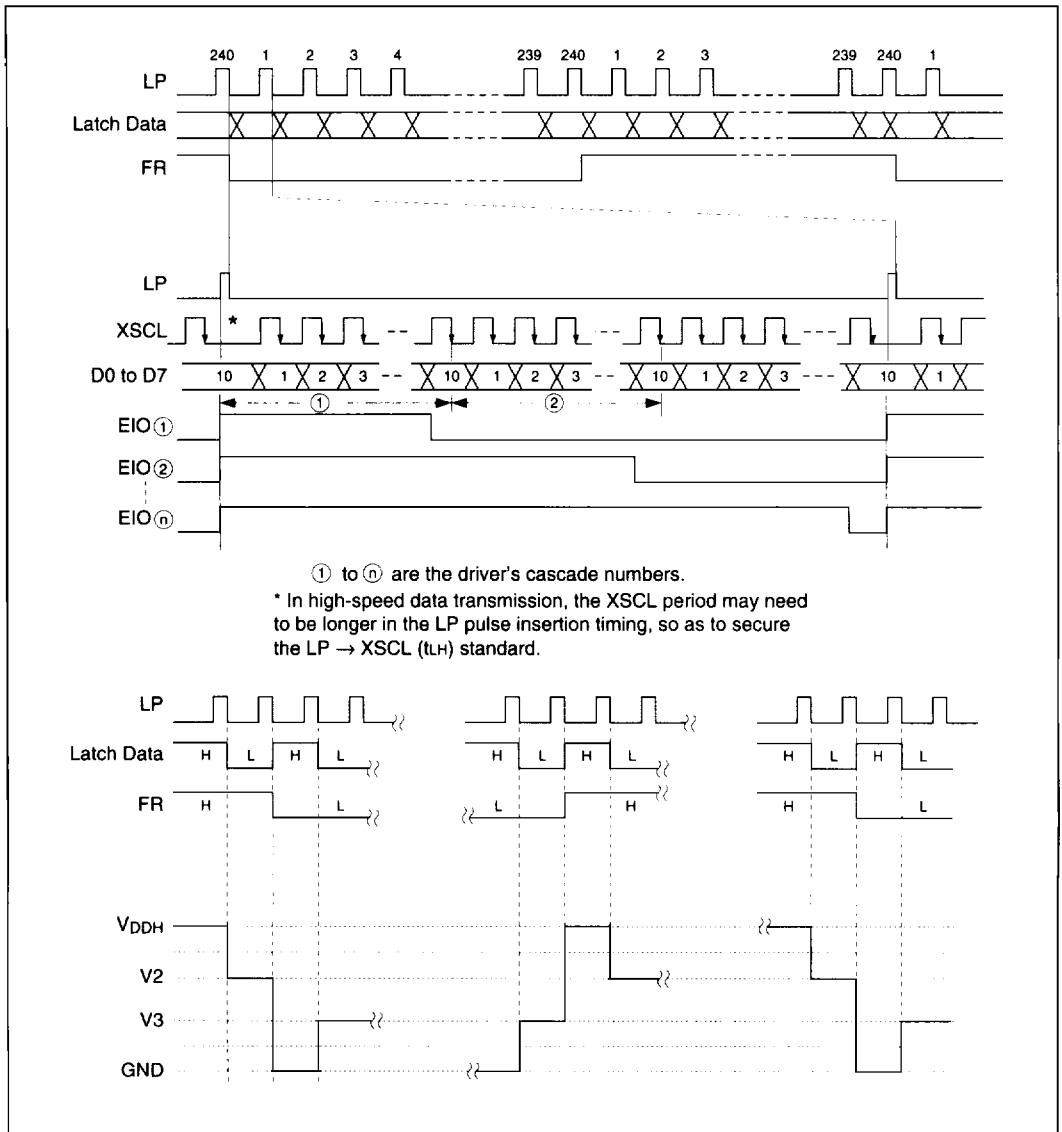 240 1 2 3 4 239 240 1 2 3 239 240 1
LP
Latch Data
FR
LP
XSCL *
D0 to D7 10 1 2 3 10 1 2 3 10 1 2 3 10 1
① ②
EIO①
EIO②
EIOⓝ
① to ⓝ are the driver's cascade numbers.
* In high-speed data transmission, the XSCL period may need
to be longer in the LP pulse insertion timing, so as to secure
the LP → XSCL (tLH) standard.
LP
Latch Data H L H L H L H L H L H L
FR H L L H H L
VDDH
V2
V3
GND